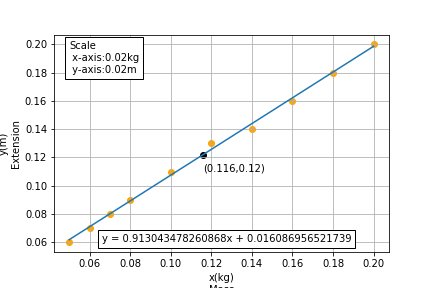 Scale
x-axis:0.02kg
y-axis:0.02m
0.20
0.18
0.16
0.14
0.12
0.10
0.08
0.06
y(m)
Extension
(0.116,0.12)
y = 0.913043478260868x + 0.016086956521739
0.06 0.08 0.10 0.12 0.14 0.16 0.18 0.20
x(kg)
Mass